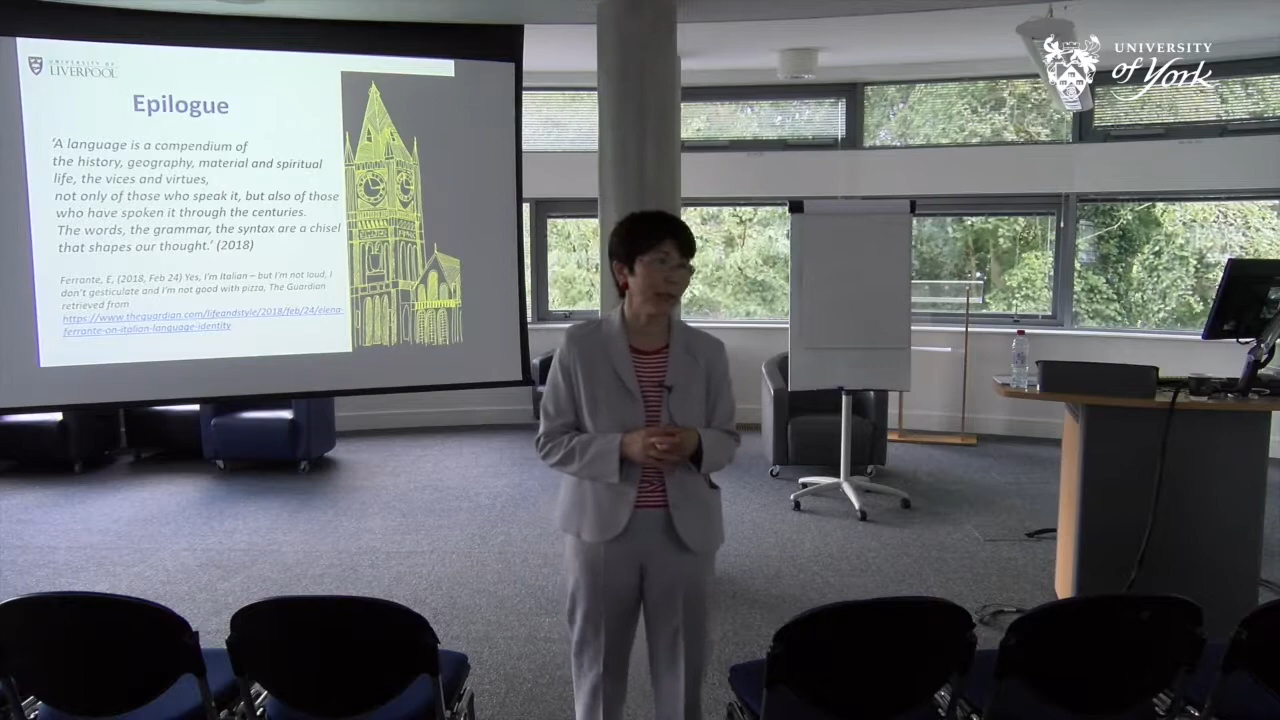 UNIVERSITY OF
LIVERPOOL
Epilogue
'A language is a compendium of
the history, geography, material and spiritual
life, the vices and virtues,
not only of those who speak it, but also of those
who have spoken it through the centuries.
The words, the grammar, the syntax are a chisel
that shapes our thought.' (2018)
Ferrante, E, (2018, Feb 24) Yes, I'm Italian – but I'm not loud, I
don't gesticulate and I'm not good with pizza, The Guardian
retrieved from
https://www.theguardian.com/lifeandstyle/2018/feb/24/elena-
ferrante-on-italian-language-identity
UNIVERSITY
of York